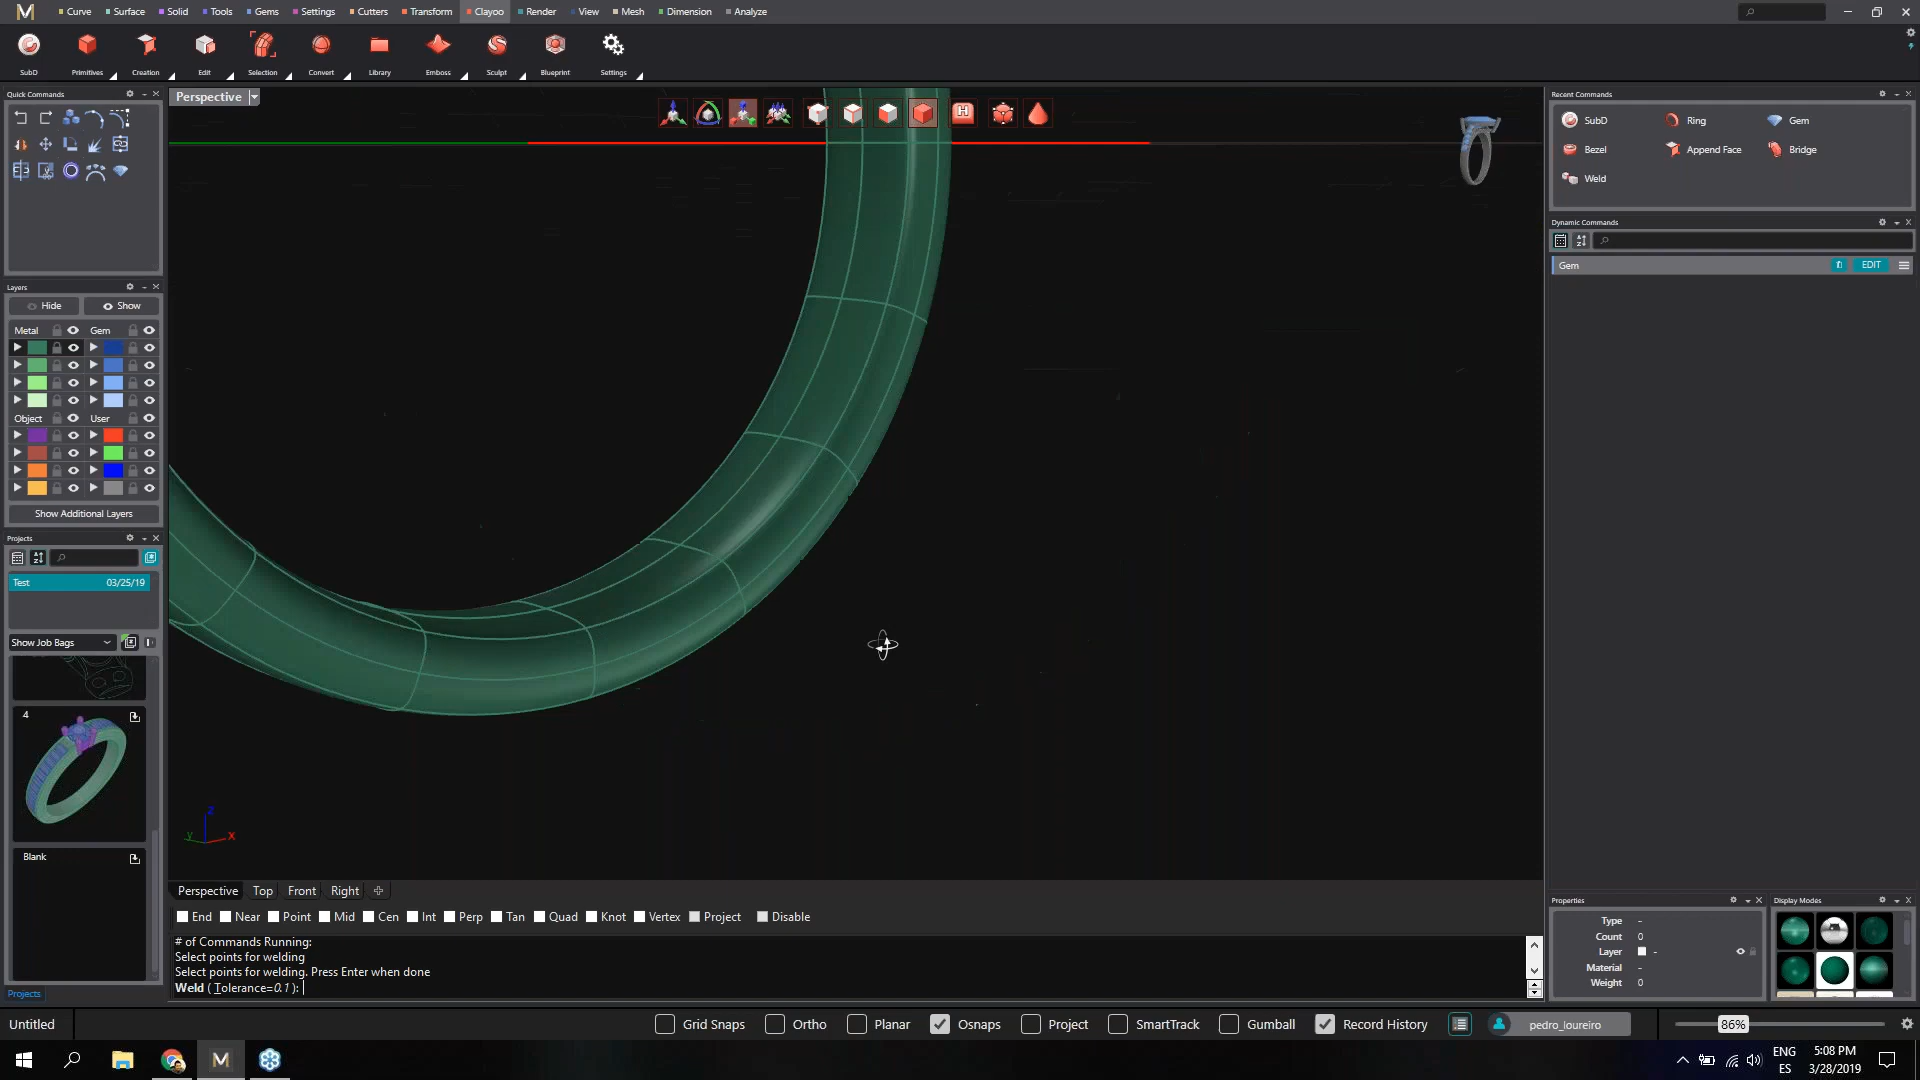 Curve Surface Solid Tools Gems Settings Cutters Transform Clayoo Render View Mesh Dimension Analyze
SubD Primitives Creation Edit Selection Convert Library Emboss Sculpt Blueprint Settings
Quick Commands
Perspective
H
Recent Commands
SubD Ring Gem
Bezel Append Face Bridge
Weld
Dynamic Commands
Gem EDIT
Layers
Hide Show
Metal Gem
Object User
Show Additional Layers
Projects
Test 03/25/19
Show Job Bags
4
Blank
Projects
z
y x
Perspective Top Front Right
End Near Point Mid Cen Int Perp Tan Quad Knot Vertex Project Disable
# of Commands Running:
Select points for welding
Select points for welding. Press Enter when done
Weld ( Tolerance=0.1 ):
Properties
Type -
Count 0
Layer -
Material -
Weight 0
Display Modes
Untitled Grid Snaps Ortho Planar Osnaps Project SmartTrack Gumball Record History pedro_loureiro 86%
ENG
ES
5:08 PM
3/28/2019